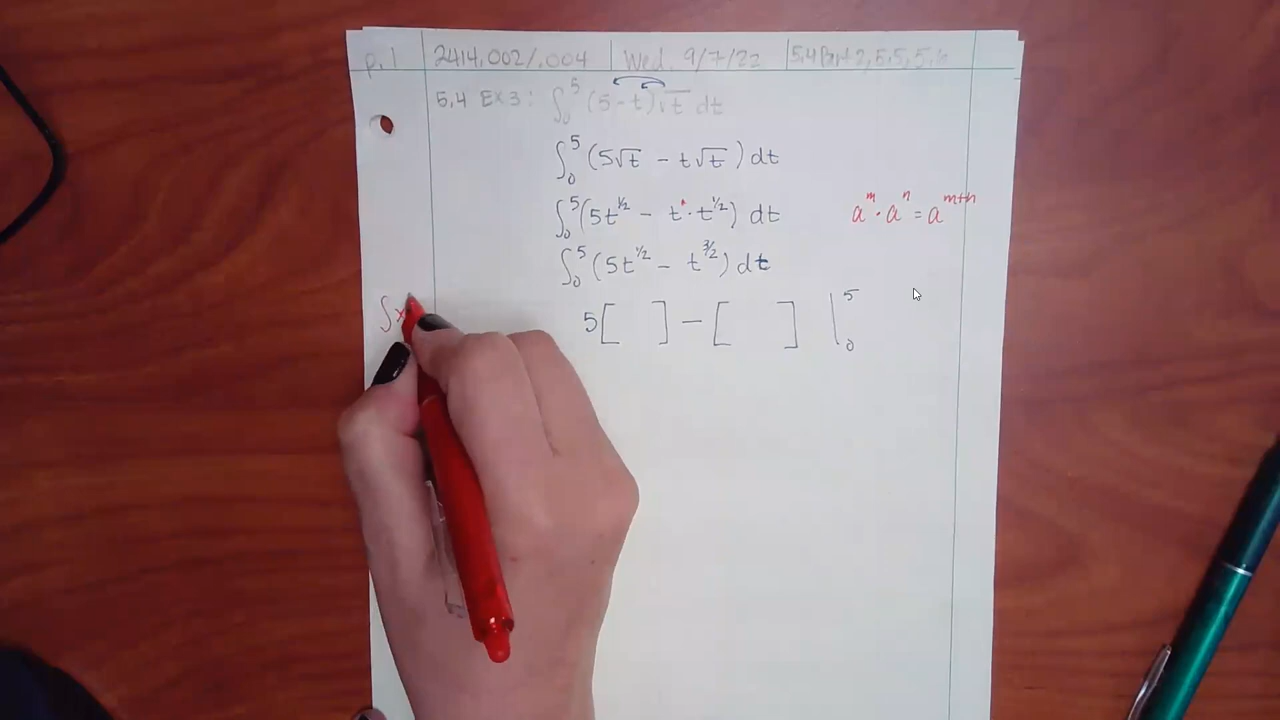 p. 1 2414.002/.004 Wed. 9/7/22 5.4 Part 2, 5.5, 5.6
5.4 Ex 3: ∫₀⁵ (5-t)√t dt
∫₀⁵ (5√t - t√t) dt
∫₀⁵ (5t^½ - t · t^½) dt a^m · a^n = a^(m+n)
∫₀⁵ (5t^½ - t^(3/2)) dt
∫x 5[ ] - [ ] |₀⁵